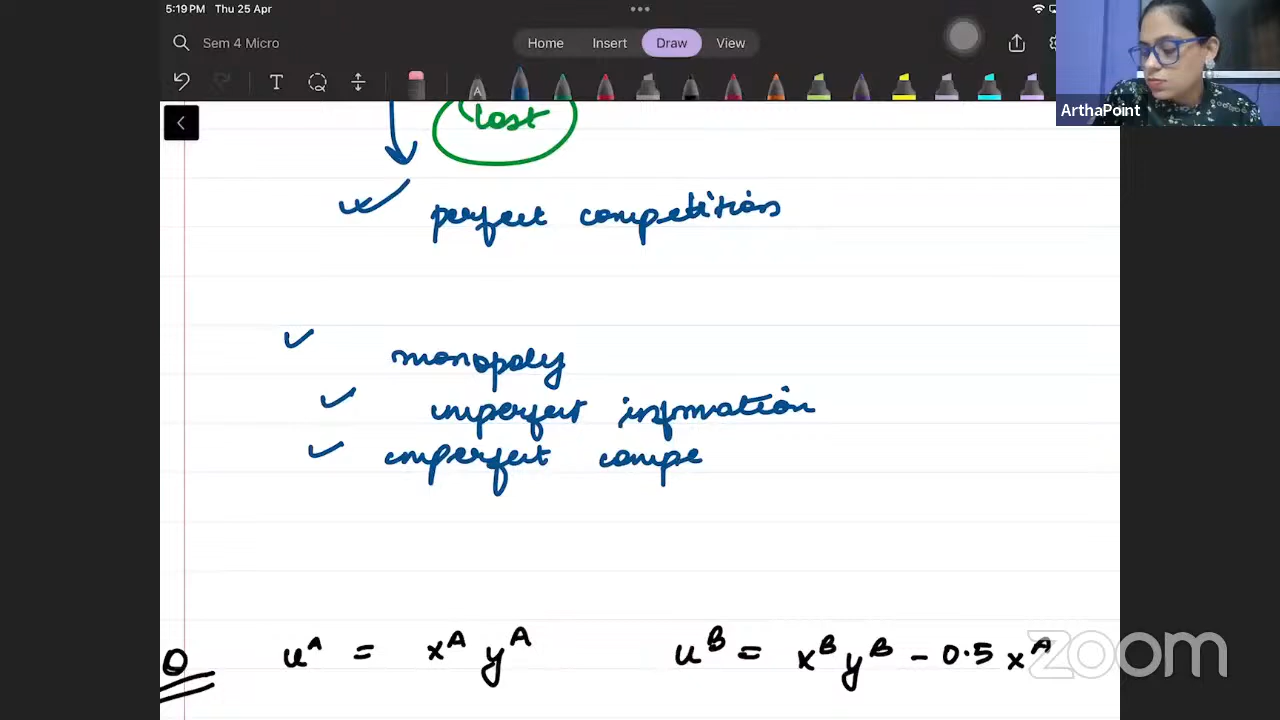 5:19 PM Thu 25 Apr
Sem 4 Micro
Home Insert Draw View
T
A
ArthaPoint
lost
perfect competition
monopoly
imperfect information
imperfect compe
Q u^A = x^A y^A u^B = x^B y^B - 0.5 x^A
zoom